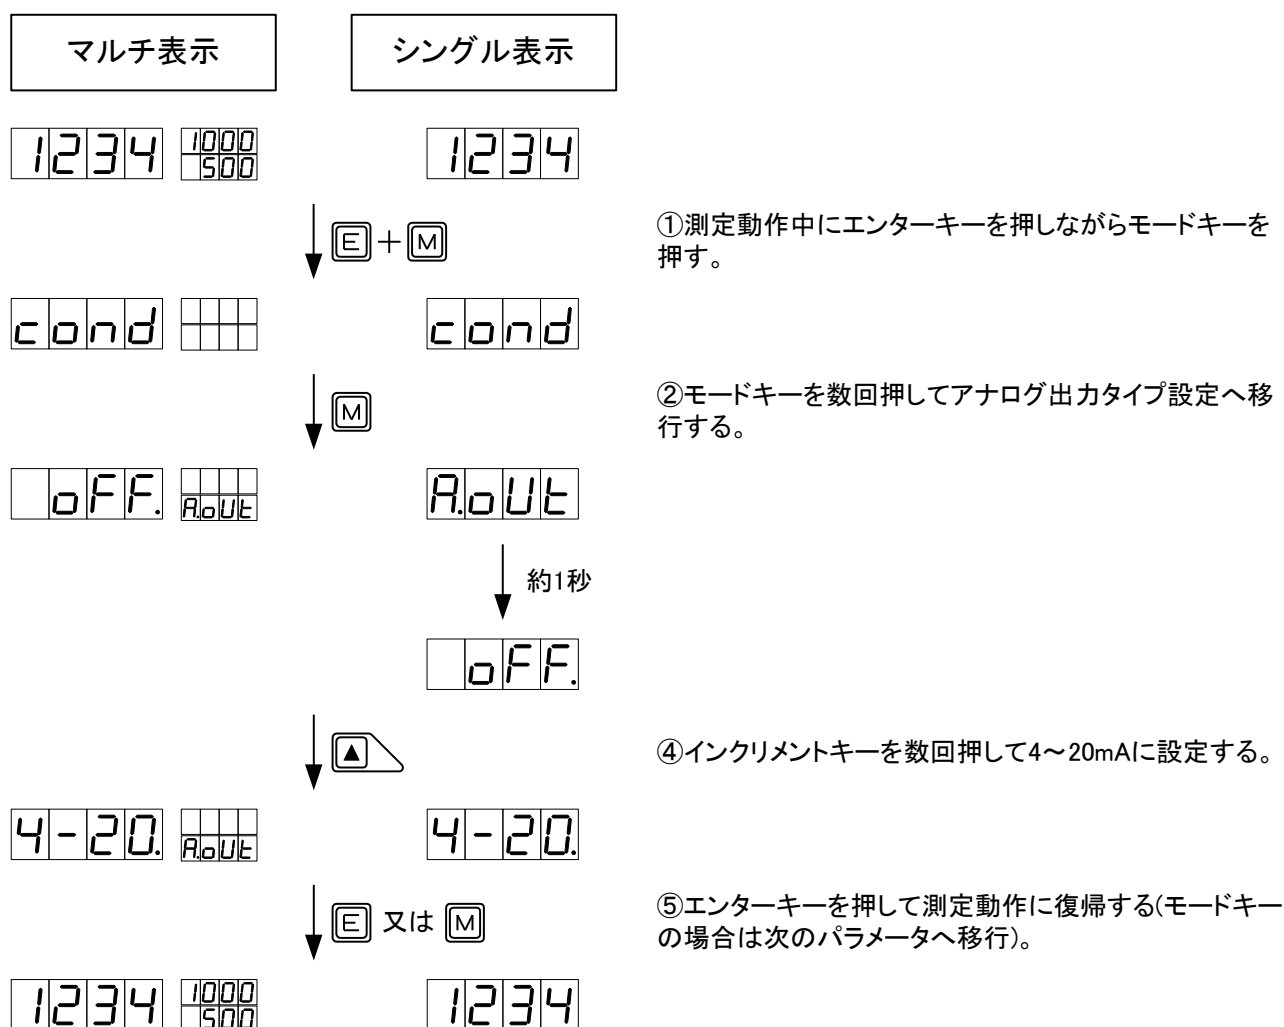 マルチ表示 シングル表示
1234 1000 1234
500
E+M ①測定動作中にエンターキーを押しながらモードキーを
押す。
cond cond
M ②モードキーを数回押してアナログ出力タイプ設定へ移
行する。
oFF. A.oUt A.oUt
約1秒
oFF.
▲ ④インクリメントキーを数回押して4～20mAに設定する。
4-20. A.oUt 4-20.
E 又は M ⑤エンターキーを押して測定動作に復帰する(モードキー
の場合は次のパラメータへ移行)。
1234 1000 1234
500